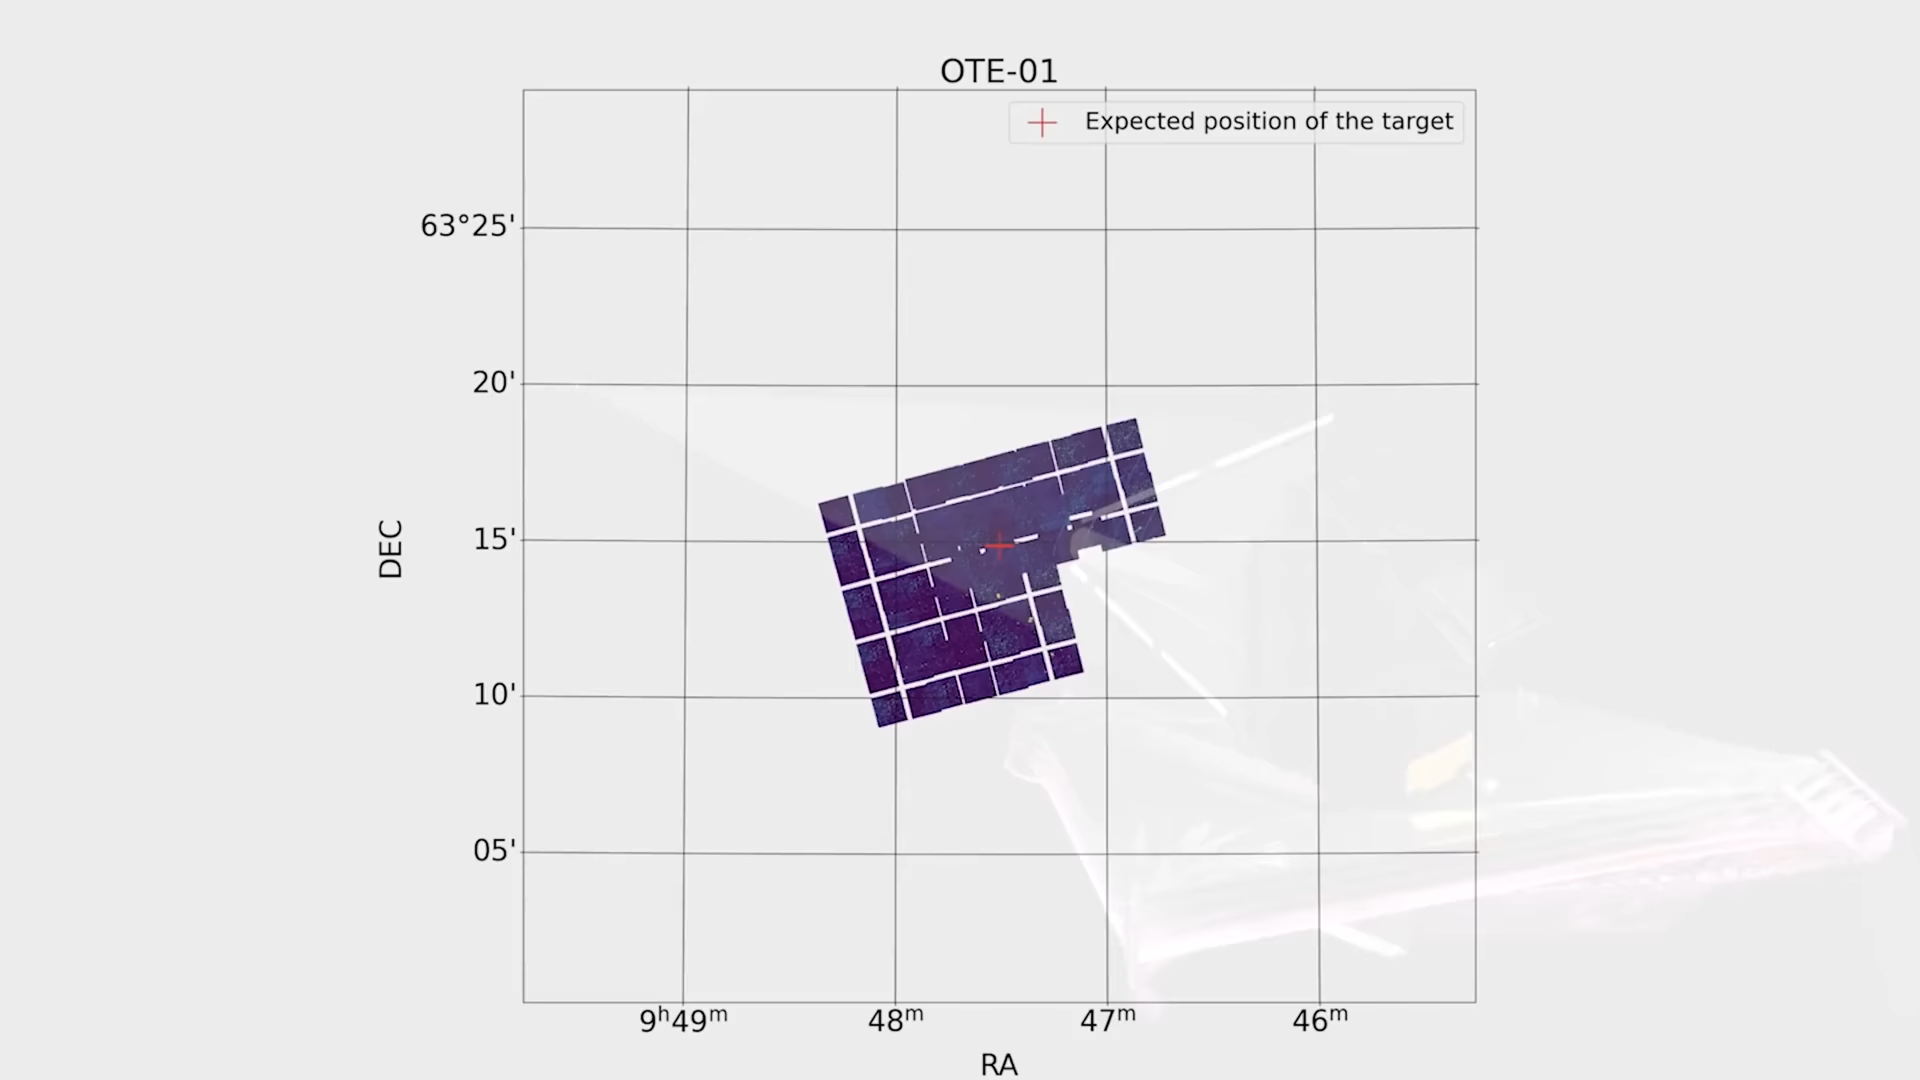 OTE-01
Expected position of the target
63°25'
20'
15'
10'
05'
DEC
9ʰ49ᵐ 48ᵐ 47ᵐ 46ᵐ
RA